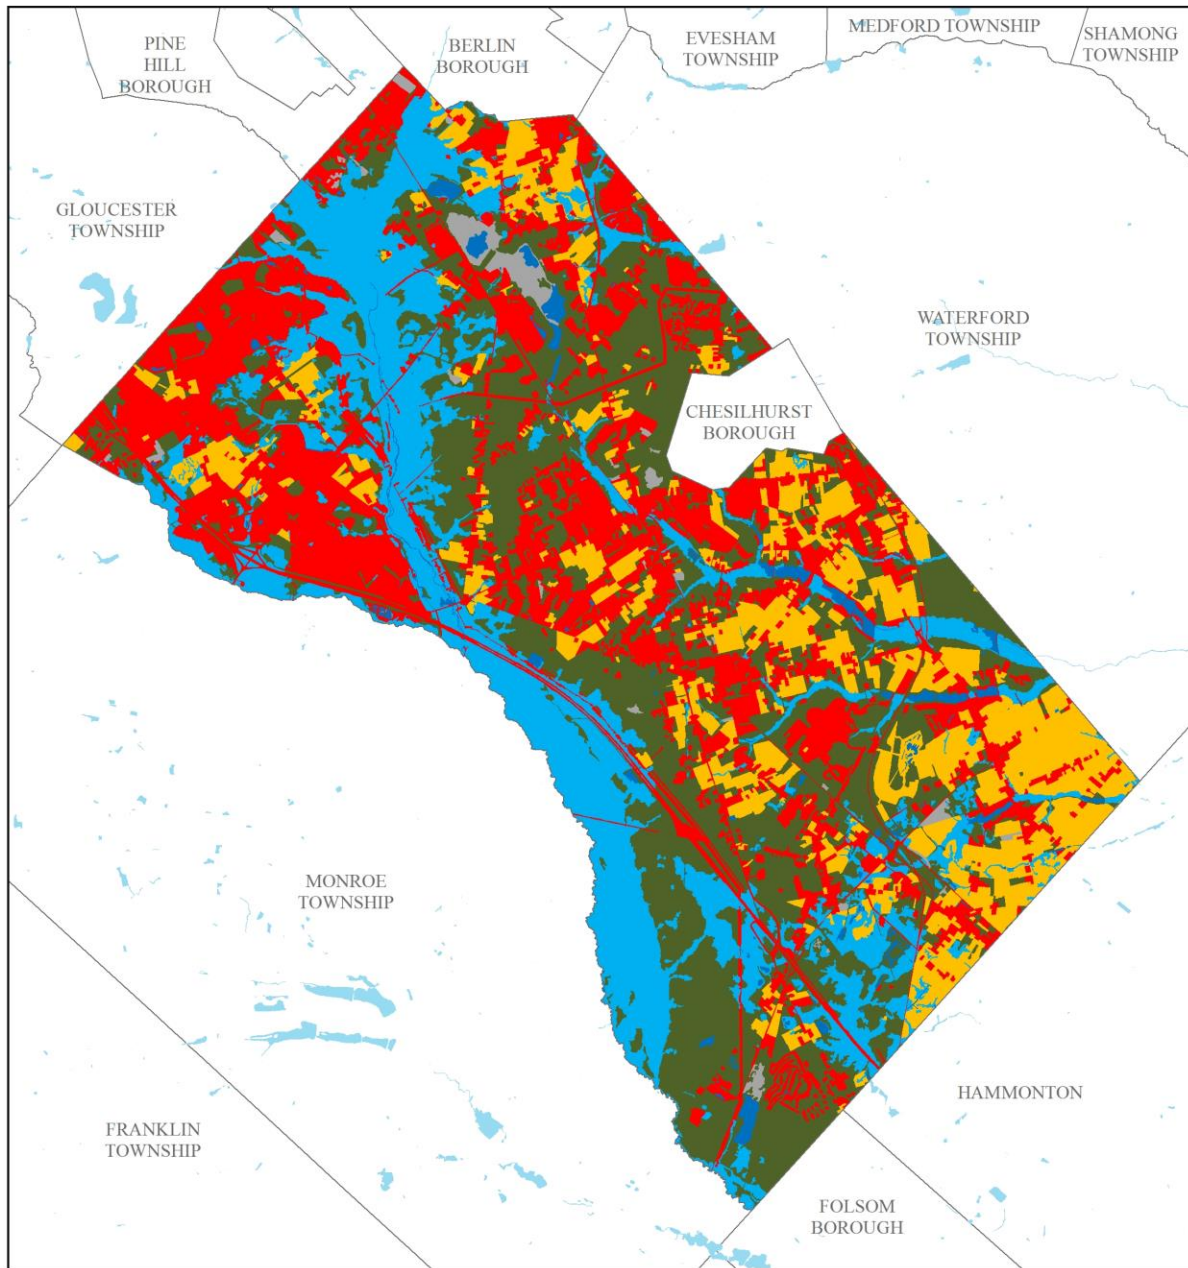 PINE
HILL
BOROUGH
BERLIN
BOROUGH
EVESHAM
TOWNSHIP
MEDFORD TOWNSHIP
SHAMONG
TOWNSHIP
GLOUCESTER
TOWNSHIP
WATERFORD
TOWNSHIP
CHESILHURST
BOROUGH
MONROE
TOWNSHIP
HAMMONTON
FRANKLIN
TOWNSHIP
FOLSOM
BOROUGH